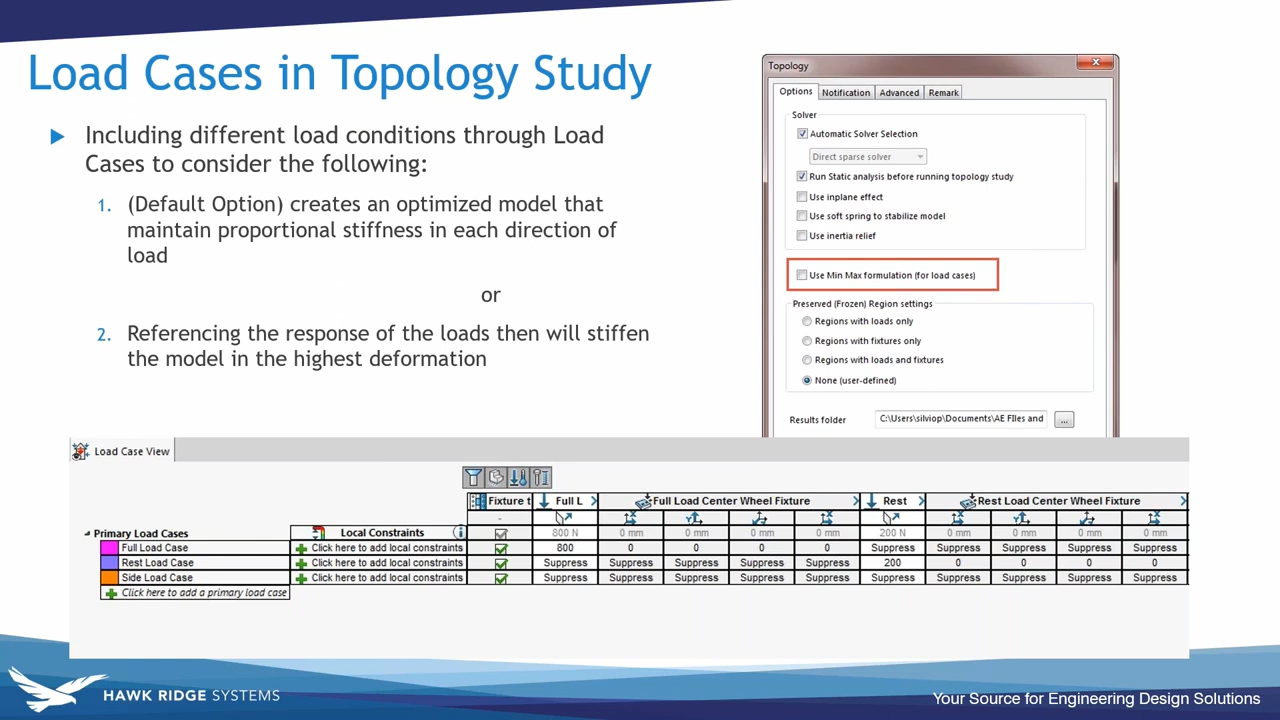 Load Cases in Topology Study
Including different load conditions through Load
Cases to consider the following:
1. (Default Option) creates an optimized model that
maintain proportional stiffness in each direction of
load
or
2. Referencing the response of the loads then will stiffen
the model in the highest deformation
Topology
Options Notification Advanced Remark
Solver
Automatic Solver Selection
Direct sparse solver
Run Static analysis before running topology study
Use inplane effect
Use soft spring to stabilize model
Use inertia relief
Use Min Max formulation (for load cases)
Preserved (Frozen) Region settings
Regions with loads only
Regions with fixtures only
Regions with loads and fixtures
None (user-defined)
Results folder C:\Users\silviop\Documents\AE FIles and ...
Load Case View
Fixture t Full L Full Load Center Wheel Fixture Rest Rest Load Center Wheel Fixture
-
Primary Load Cases Local Constraints 800 N 0 mm 0 mm 0 mm 0 mm 200 N 0 mm 0 mm 0 mm 0 mm
Full Load Case Click here to add local constraints 800 0 0 0 0 Suppress Suppress Suppress Suppress Suppress
Rest Load Case Click here to add local constraints Suppress Suppress Suppress Suppress Suppress 200 0 0 0 0
Side Load Case Click here to add local constraints Suppress Suppress Suppress Suppress Suppress Suppress Suppress Suppress Suppress Suppress
Click here to add a primary load case
HAWK RIDGE SYSTEMS
Your Source for Engineering Design Solutions